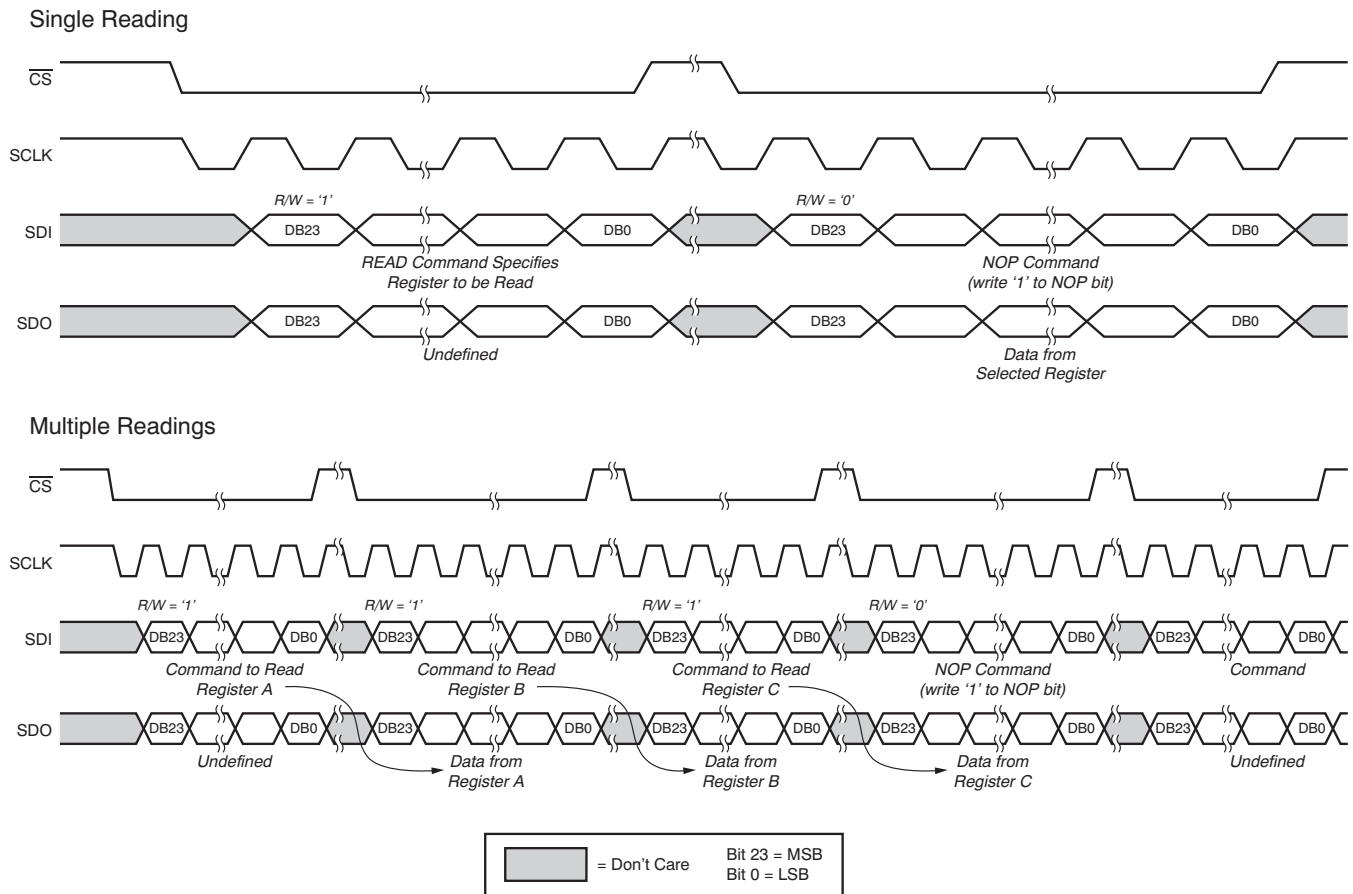 Single Reading
CS
SCLK
R/W = ‘1’ R/W = ‘0’
SDI DB23 DB0 DB23 DB0
READ Command Specifies NOP Command
Register to be Read (write ‘1’ to NOP bit)
SDO DB23 DB0 DB23 DB0
Undefined Data from
Selected Register
Multiple Readings
CS
SCLK
R/W = ‘1’ R/W = ‘1’ R/W = ‘1’ R/W = ‘0’
SDI DB23 DB0 DB23 DB0 DB23 DB0 DB23 DB0 DB23 DB0
Command to Read Command to Read Command to Read NOP Command Command
Register A Register B Register C (write ‘1’ to NOP bit)
SDO DB23 DB0 DB23 DB0 DB23 DB0 DB23 DB0 DB23 DB0
Undefined Data from Data from Data from Undefined
Register A Register B Register C
= Don’t Care Bit 23 = MSB
Bit 0 = LSB